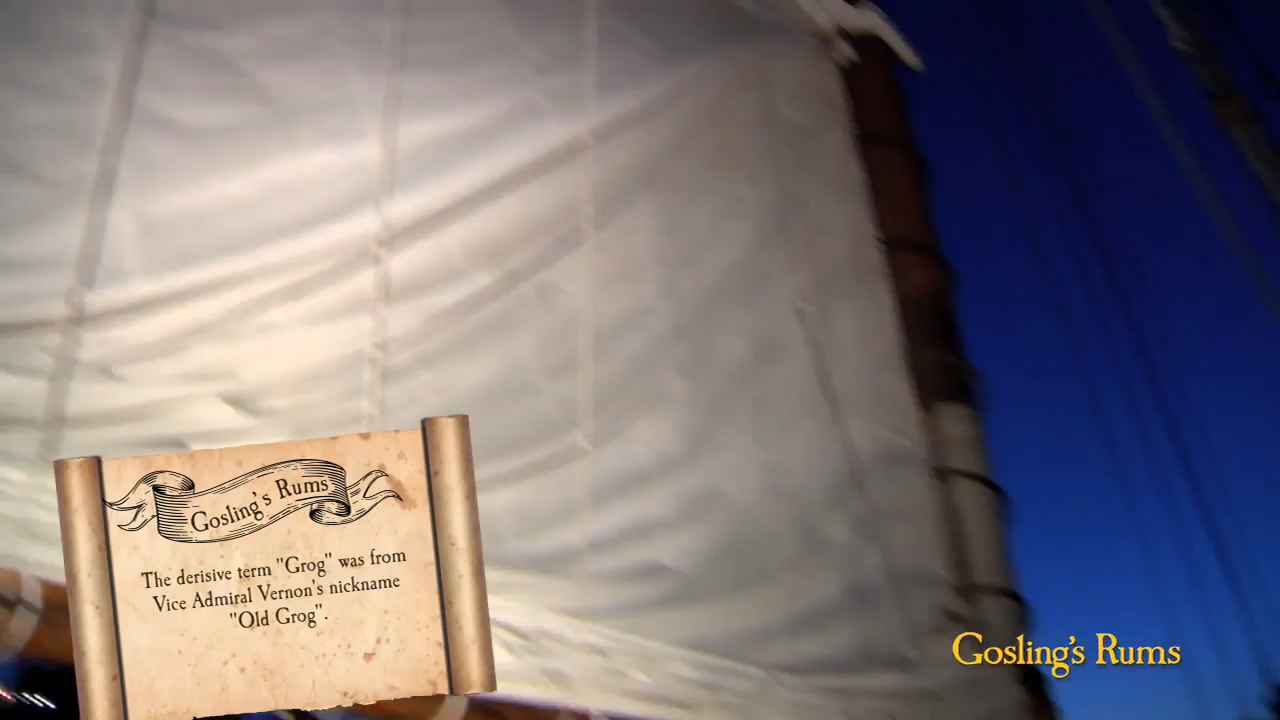 Gosling's Rums
The derisive term "Grog" was from
Vice Admiral Vernon's nickname
"Old Grog".
Gosling's Rums